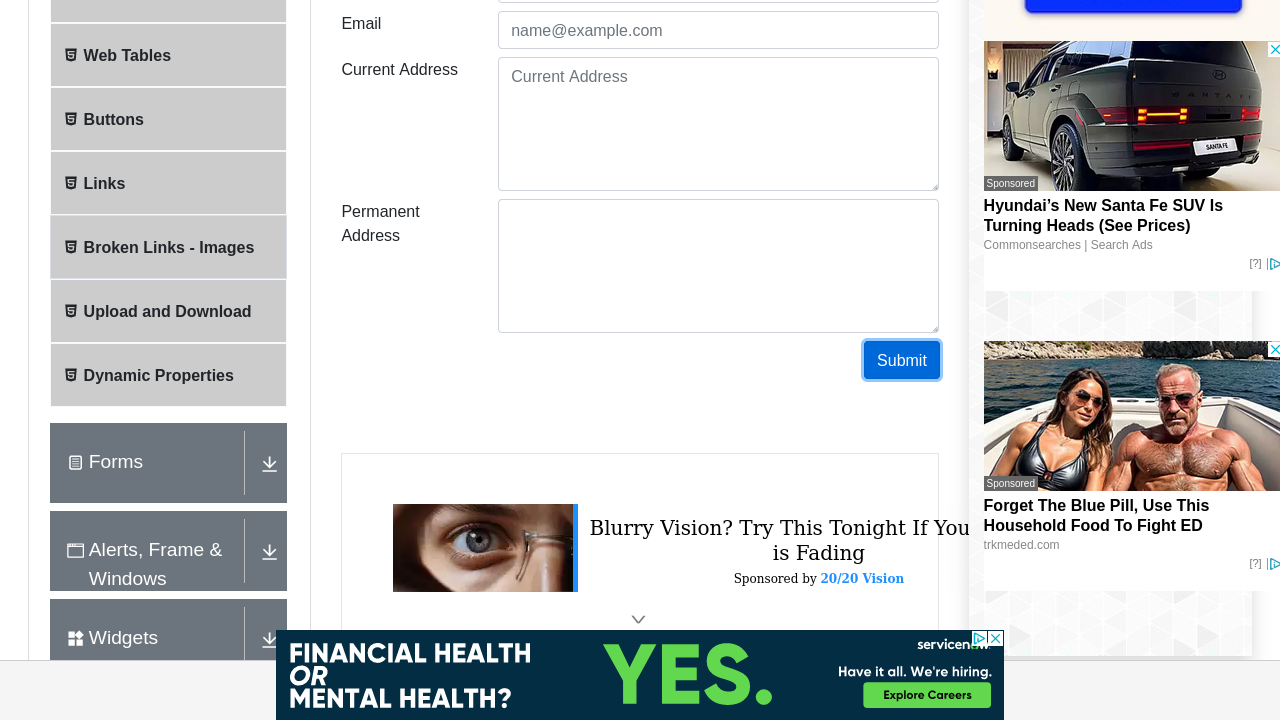 Web Tables
Buttons
Links
Broken Links - Images
Upload and Download
Dynamic Properties
Forms
Alerts, Frame &
Windows
Widgets
Email
name@example.com
Current Address
Current Address
Permanent
Address
Submit
Blurry Vision? Try This Tonight If You
is Fading
Sponsored by 20/20 Vision
SANTA FE
SANTA FE
Sponsored
Hyundai’s New Santa Fe SUV Is
Turning Heads (See Prices)
Commonsearches | Search Ads
[?]
Sponsored
Forget The Blue Pill, Use This
Household Food To Fight ED
trkmeded.com
[?]
FINANCIAL HEALTH
OR
MENTAL HEALTH?
YES.
servicenow
Have it all. We're hiring.
Explore Careers